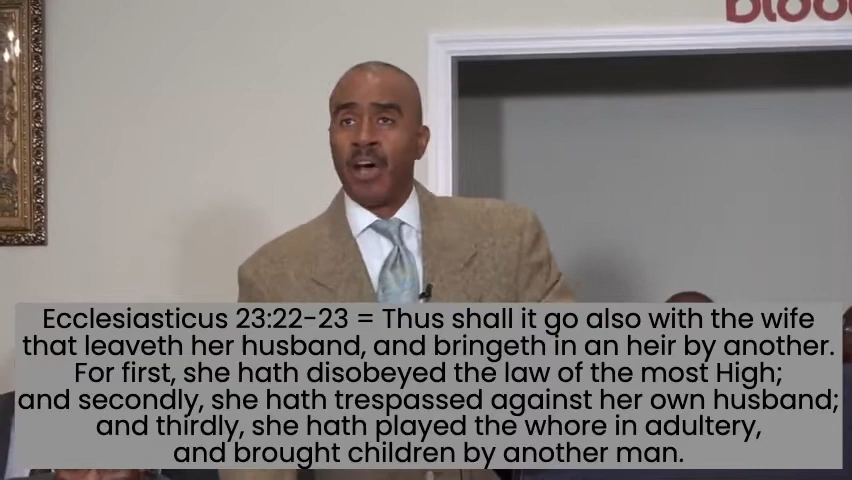 blood
Ecclesiasticus 23:22-23 = Thus shall it go also with the wife
that leaveth her husband, and bringeth in an heir by another.
For first, she hath disobeyed the law of the most High;
and secondly, she hath trespassed against her own husband;
and thirdly, she hath played the whore in adultery,
and brought children by another man.